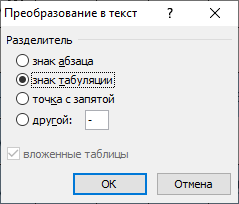 Преобразование в текст
Разделитель
знак абзаца
знак табуляции
точка с запятой
другой: -
вложенные таблицы
ОК Отмена